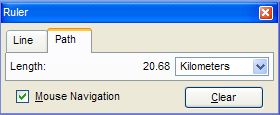 Ruler
Line Path
Length: 20.68 Kilometers
Mouse Navigation Clear